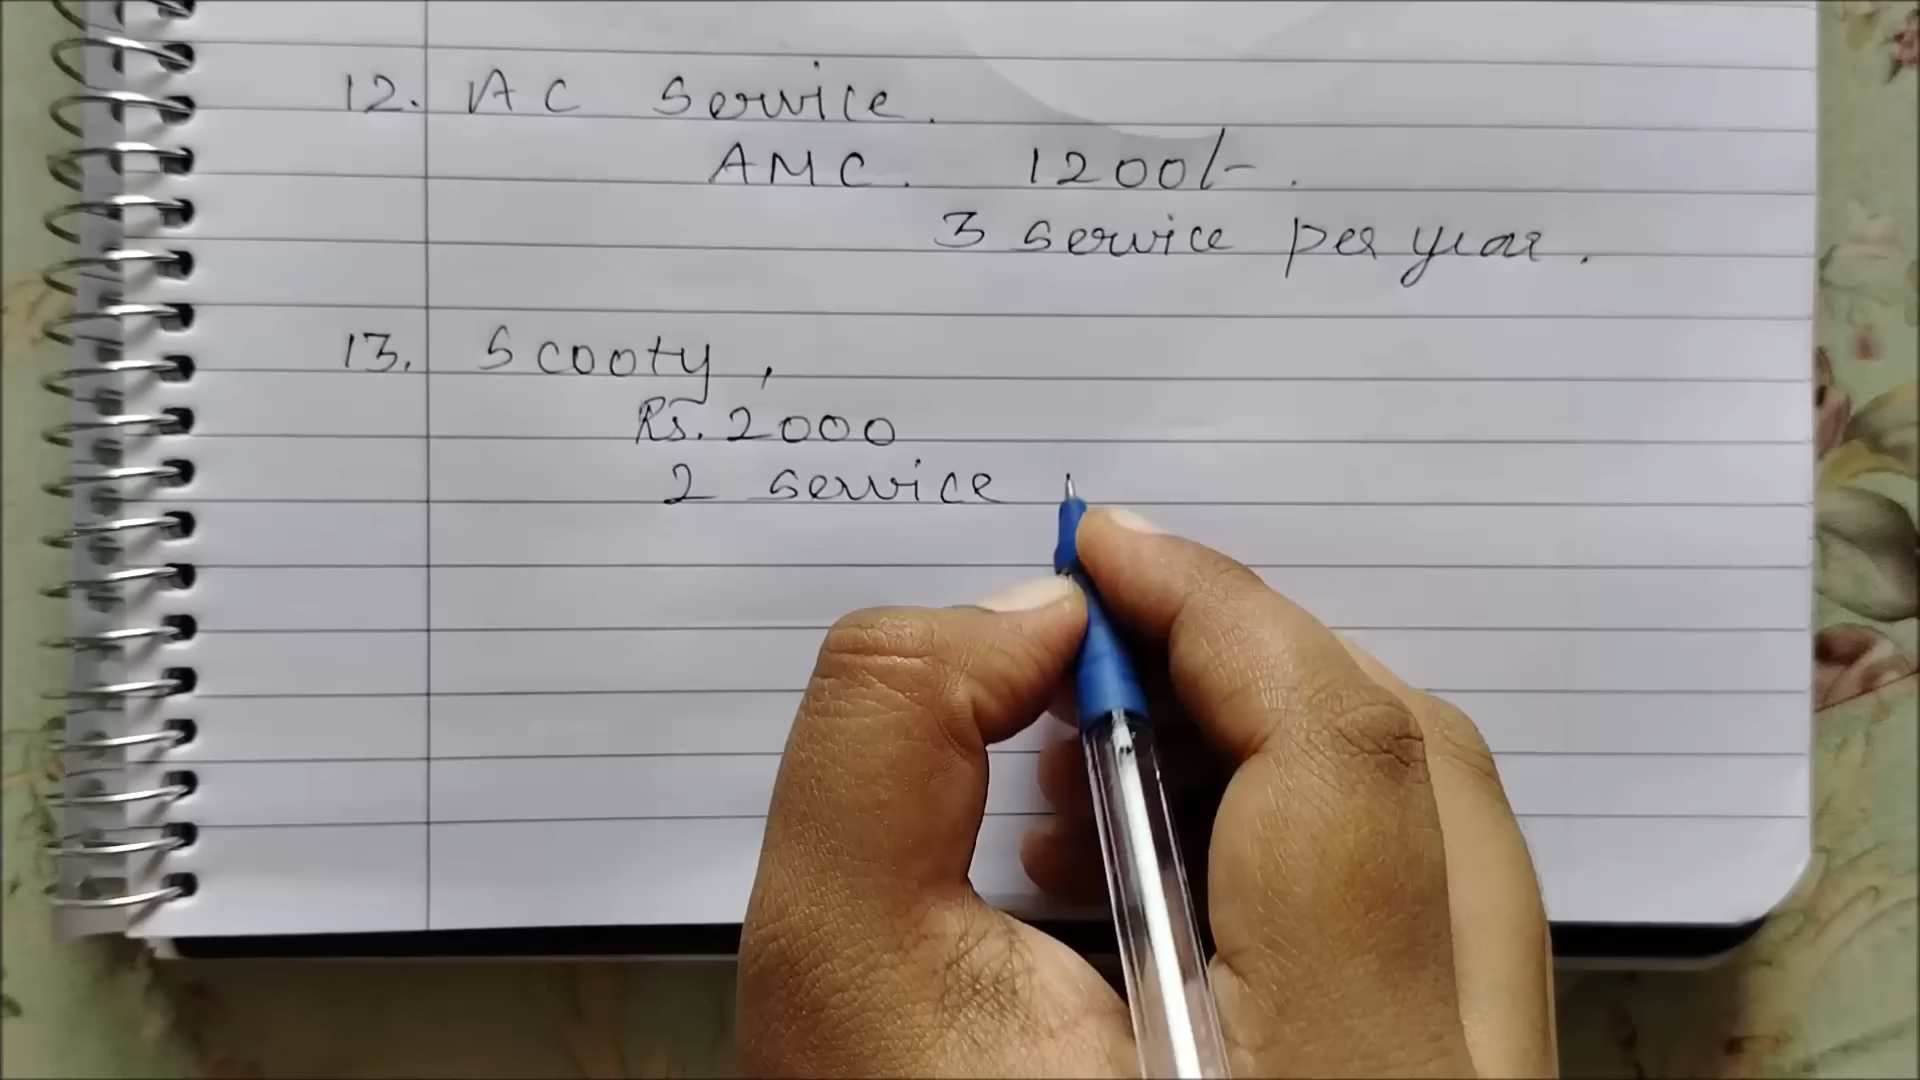 12. AC Service.
AMC. 1200/-.
3 service per year.
13. Scooty,
Rs. 2000
2 service